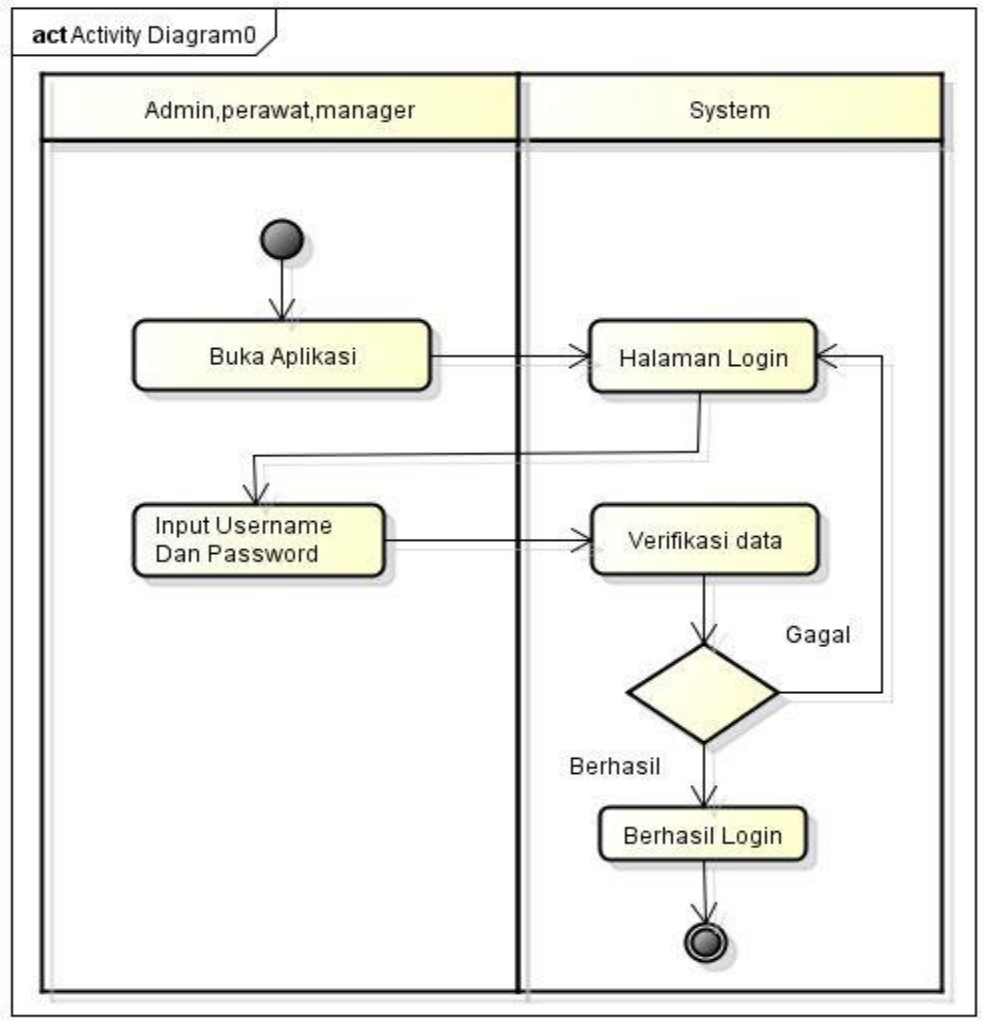 act Activity Diagram0
Admin,perawat,manager
System
Buka Aplikasi
Halaman Login
Input Username
Dan Password
Verifikasi data
Gagal
Berhasil
Berhasil Login